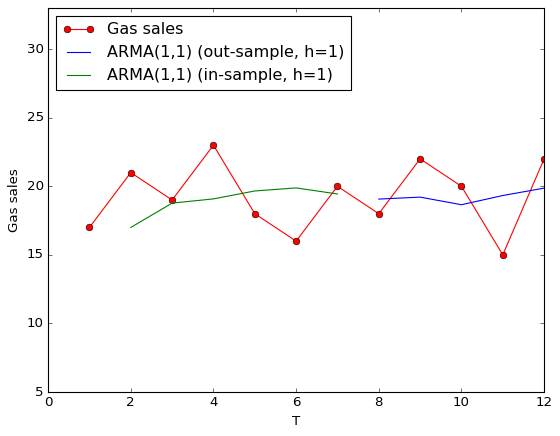 Gas sales
ARMA(1,1) (out-sample, h=1)
ARMA(1,1) (in-sample, h=1)
30
25
20
15
10
5
Gas sales
0 2 4 6 8 10 12
T